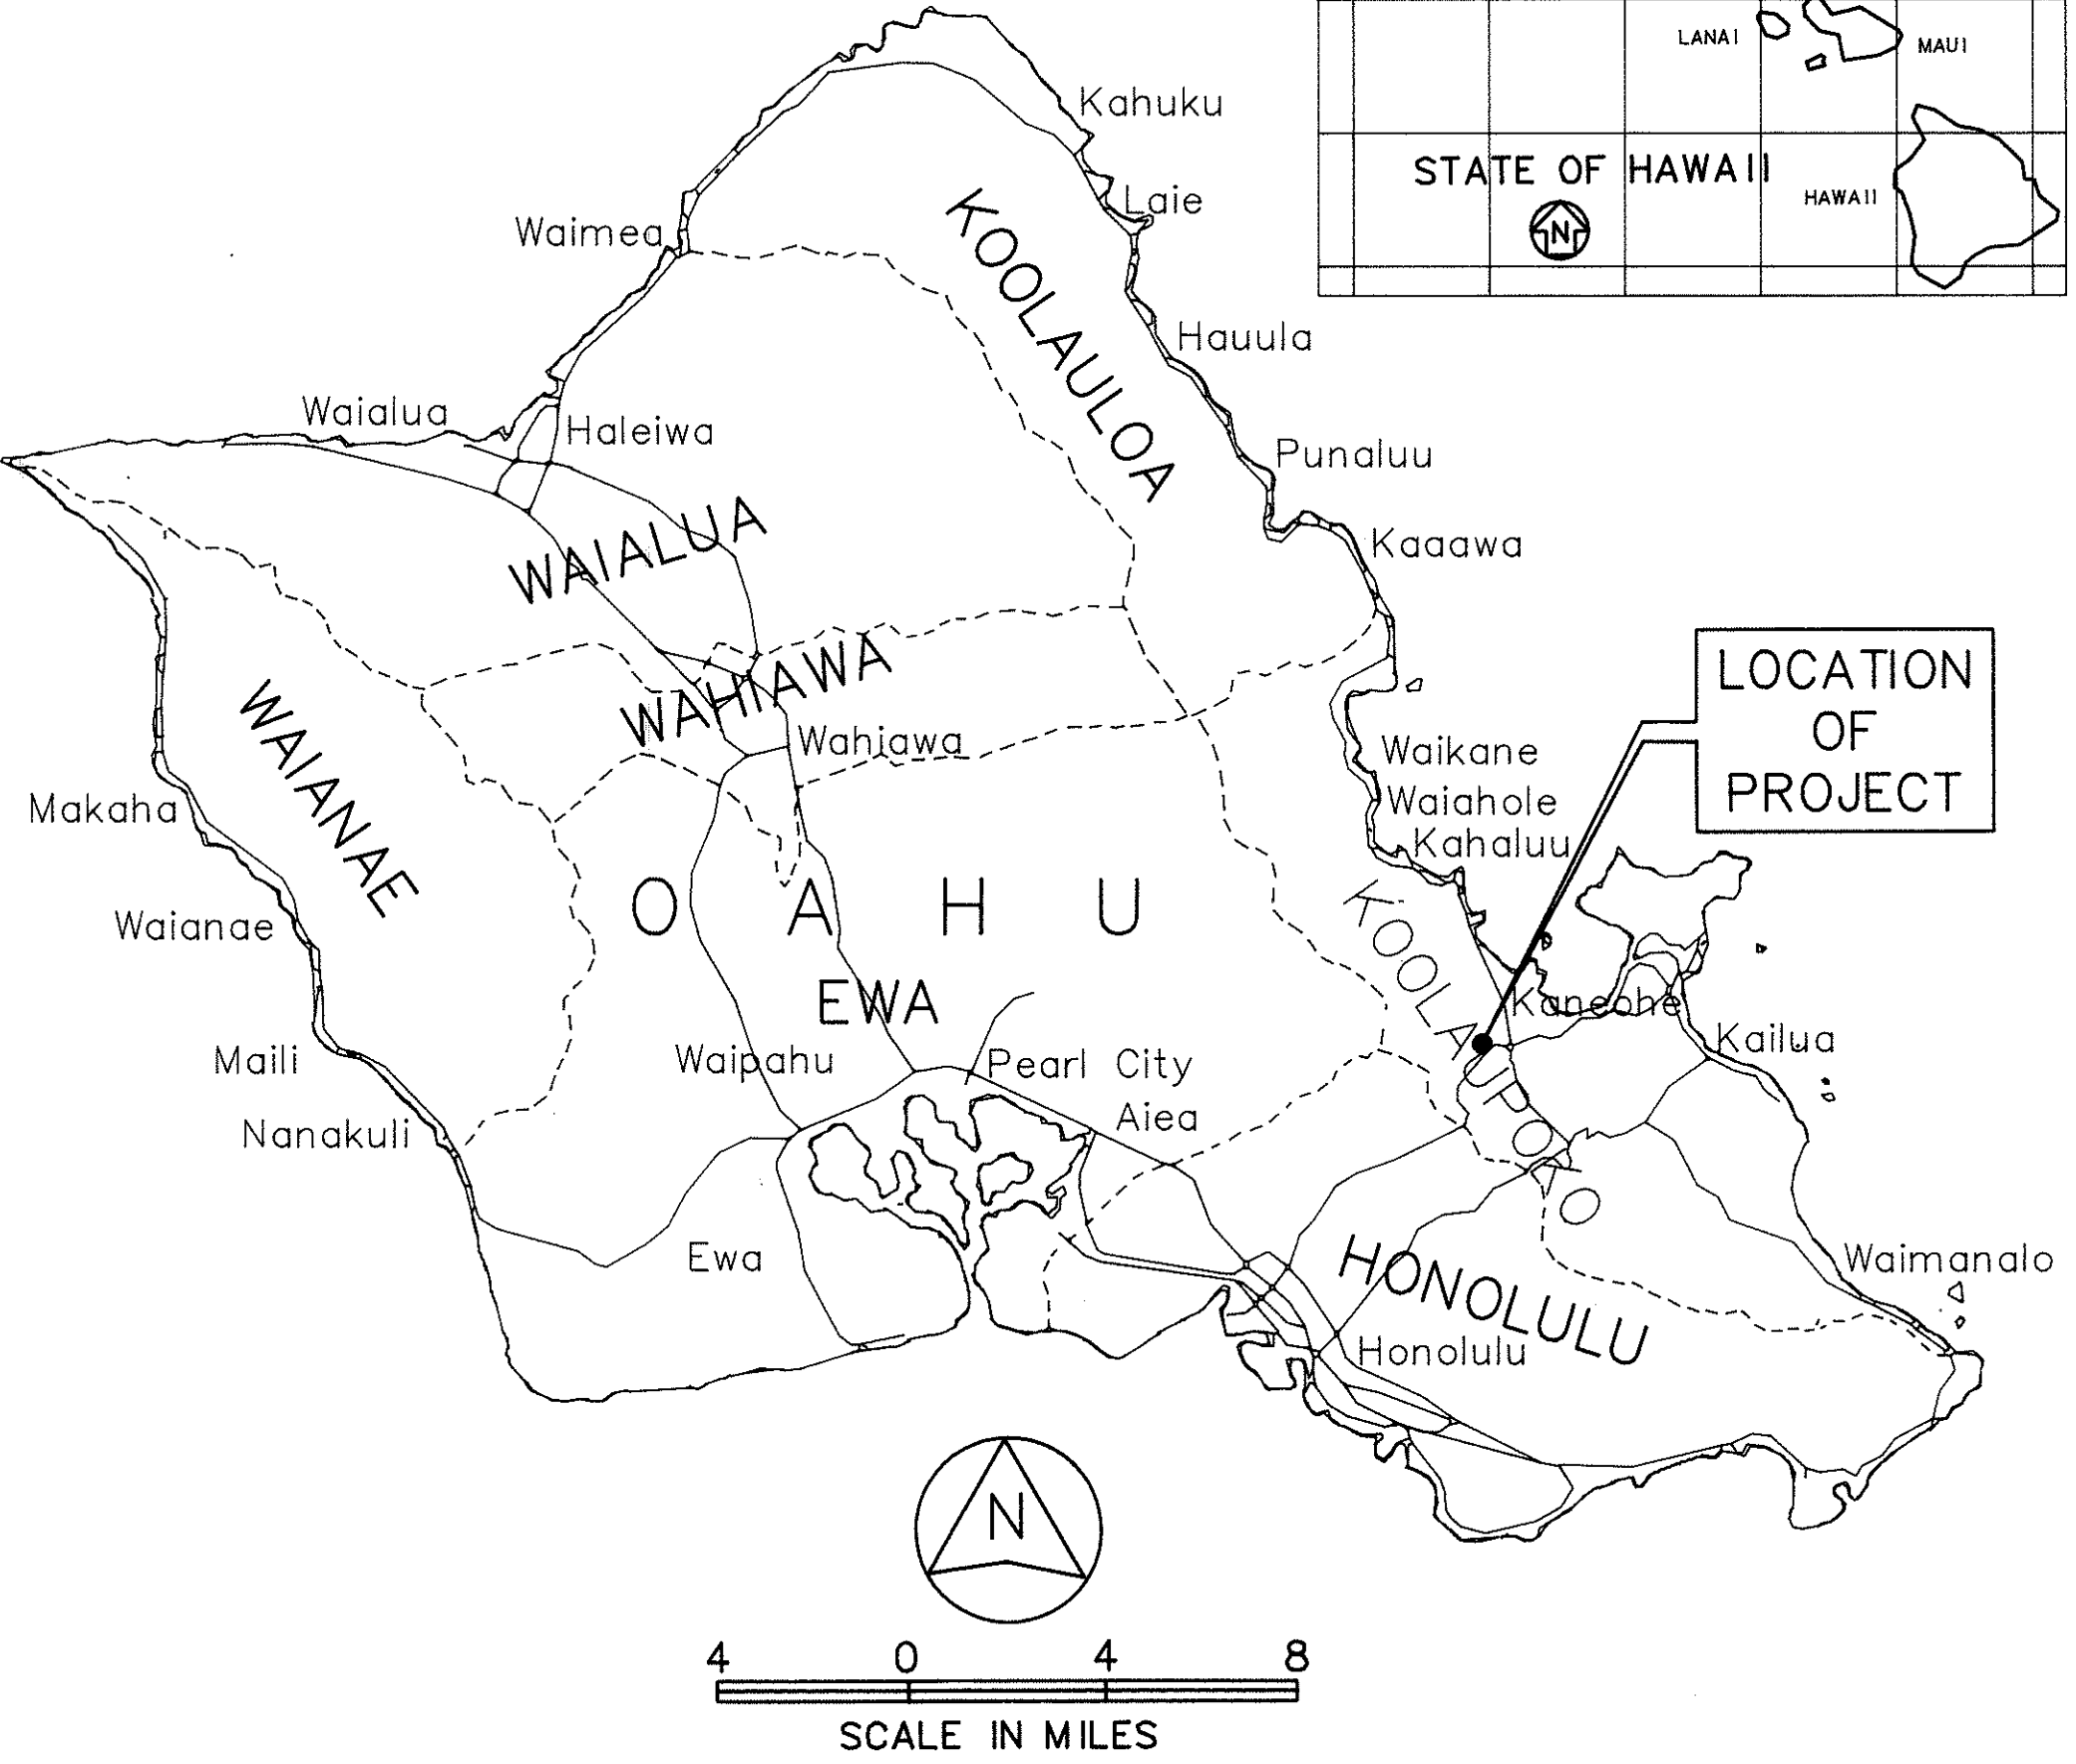 LANAI
MAUI
HAWAII
STATE OF HAWAII
N
Kahuku
Laie
Waimea
KOOLAULOA
Hauula
Waialua
Haleiwa
Punaluu
WAIALUA
Kaaawa
WAHIAWA
Wahiawa
WAIANAE
LOCATION
OF
PROJECT
Waikane
Waiahole
Kahaluu
Makaha
Waianae
O A H U
KOOLAUPOKO
EWA
Kaneohe
Kailua
Maili
Waipahu
Pearl City
Aiea
Nanakuli
Ewa
Waimanalo
HONOLULU
Honolulu
N
4 0 4 8
SCALE IN MILES